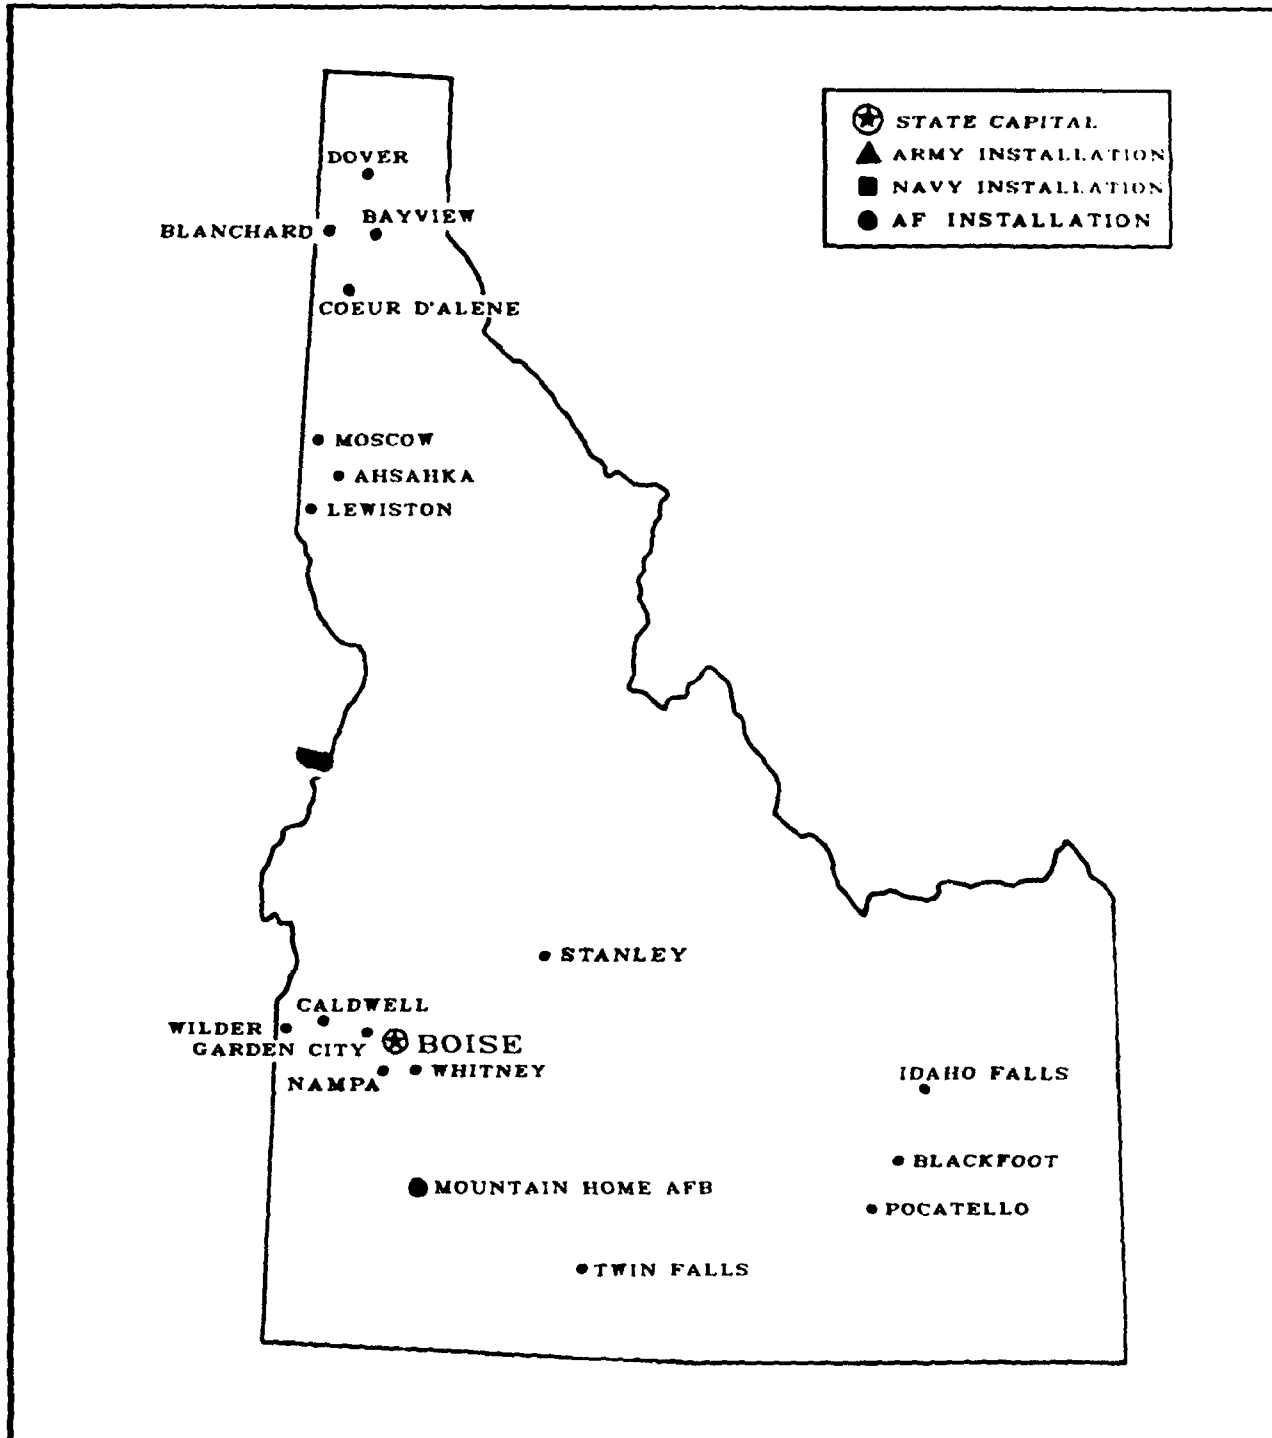 STATE CAPITAL
ARMY INSTALLATION
NAVY INSTALLATION
AF INSTALLATION
DOVER
BAYVIEW
BLANCHARD
COEUR D'ALENE
MOSCOW
AHSAHKA
LEWISTON
STANLEY
CALDWELL
WILDER
GARDEN CITY
BOISE
NAMPA
WHITNEY
IDAHO FALLS
BLACKFOOT
MOUNTAIN HOME AFB
POCATELLO
TWIN FALLS